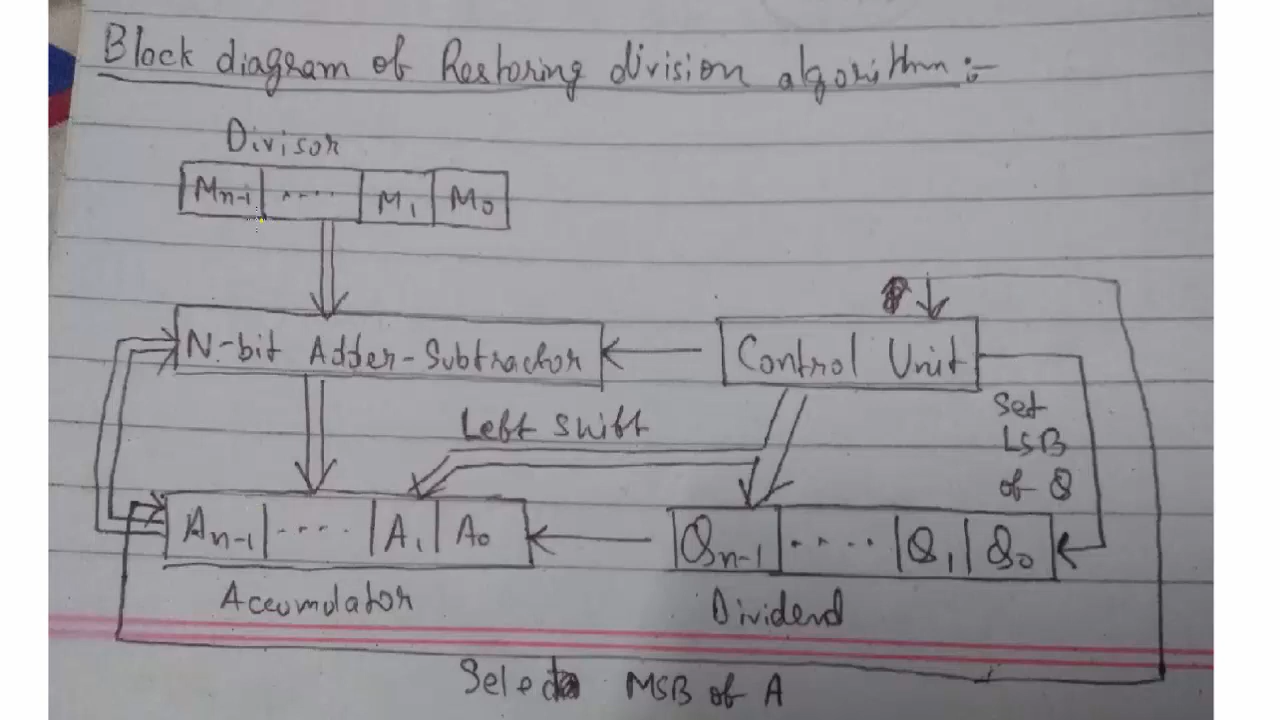 Block diagram of Restoring division algorithm :-
Divisor
Mn-1 .... M1 M0
N-bit Adder-Subtractor
Control Unit
Left shift
Set
LSB
of Q
An-1 .... A1 A0
Qn-1 ..... Q1 Q0
Accumulator
Dividend
Select MSB of A